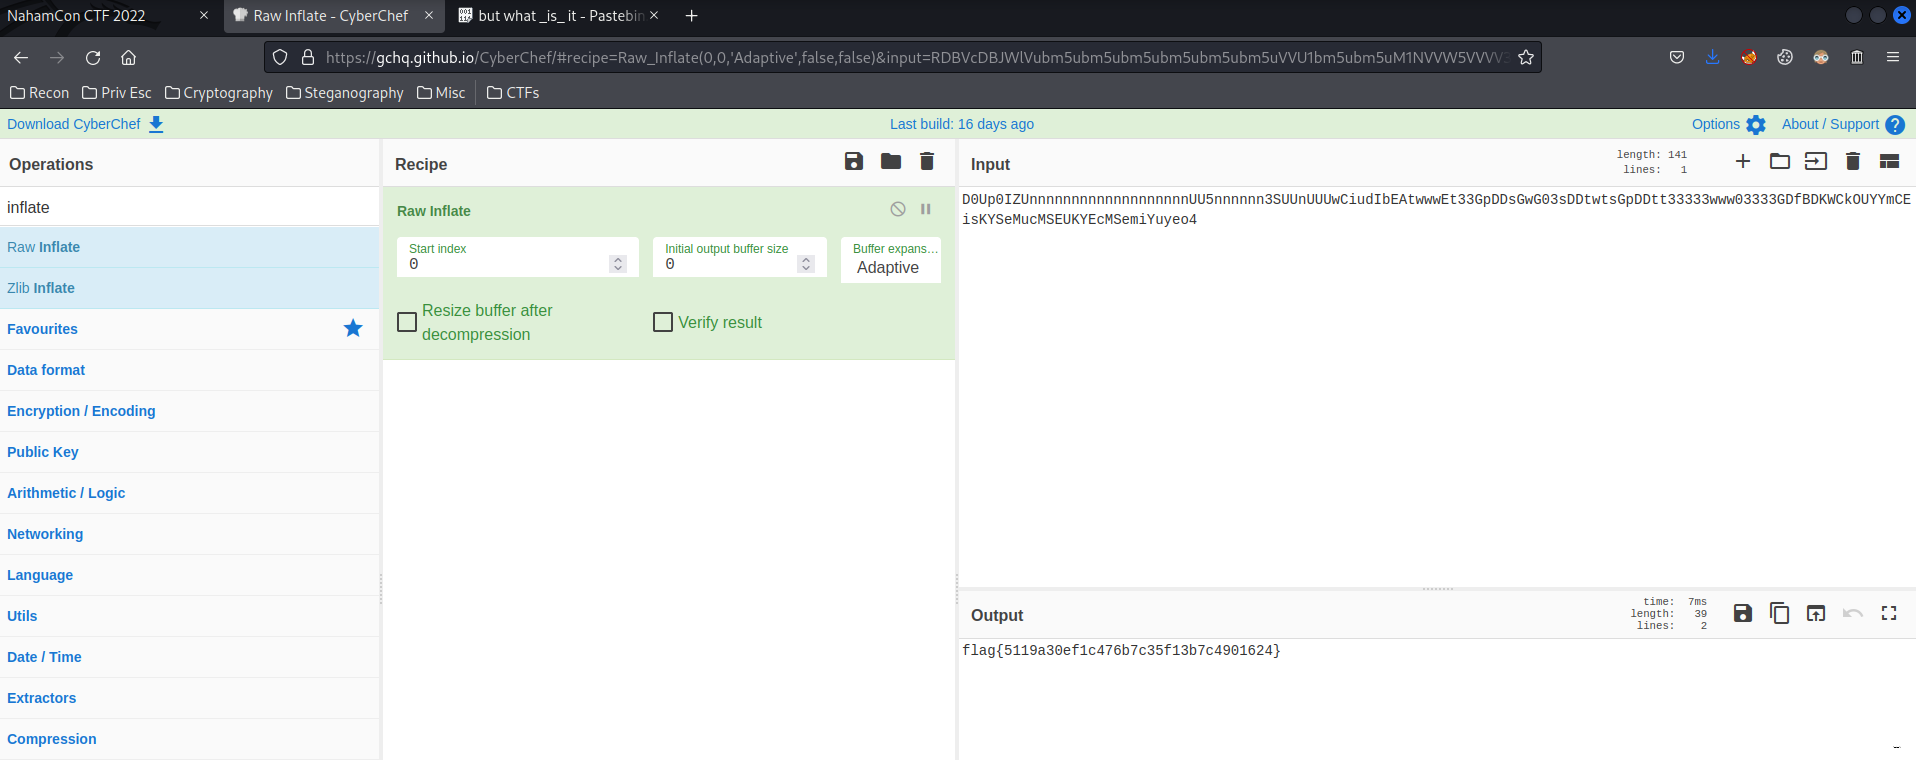 NahamCon CTF 2022
Raw Inflate - CyberChef
but what _is_ it - Pastebin
https://gchq.github.io/CyberChef/#recipe=Raw_Inflate(0,0,'Adaptive',false,false)&input=RDBVcDBJWlVubm5ubm5ubm5ubm5ubm5ubm5uVVU1bm5ubm5uM1NVVW5VVVV3
Recon
Priv Esc
Cryptography
Steganography
Misc
CTFs
Download CyberChef
Last build: 16 days ago
Options
About / Support
Operations
Recipe
Input
length: 141
lines: 1
inflate
Raw Inflate
Zlib Inflate
Favourites
Data format
Encryption / Encoding
Public Key
Arithmetic / Logic
Networking
Language
Utils
Date / Time
Extractors
Compression
Raw Inflate
Start index
0
Initial output buffer size
0
Buffer expans...
Adaptive
Resize buffer after
decompression
Verify result
D0Up0IZUnnnnnnnnnnnnnnnnnnnUU5nnnnnn3SUUnUUUwCiudIbEAtwwwEt33GpDDsGwG03sDDtwtsGpDDtt33333www03333GDfBDKWCkOUYYmCE
isKYSeMucMSEUKYEcMSemiYuyeo4
Output
time: 7ms
length: 39
lines: 2
flag{5119a30ef1c476b7c35f13b7c4901624}